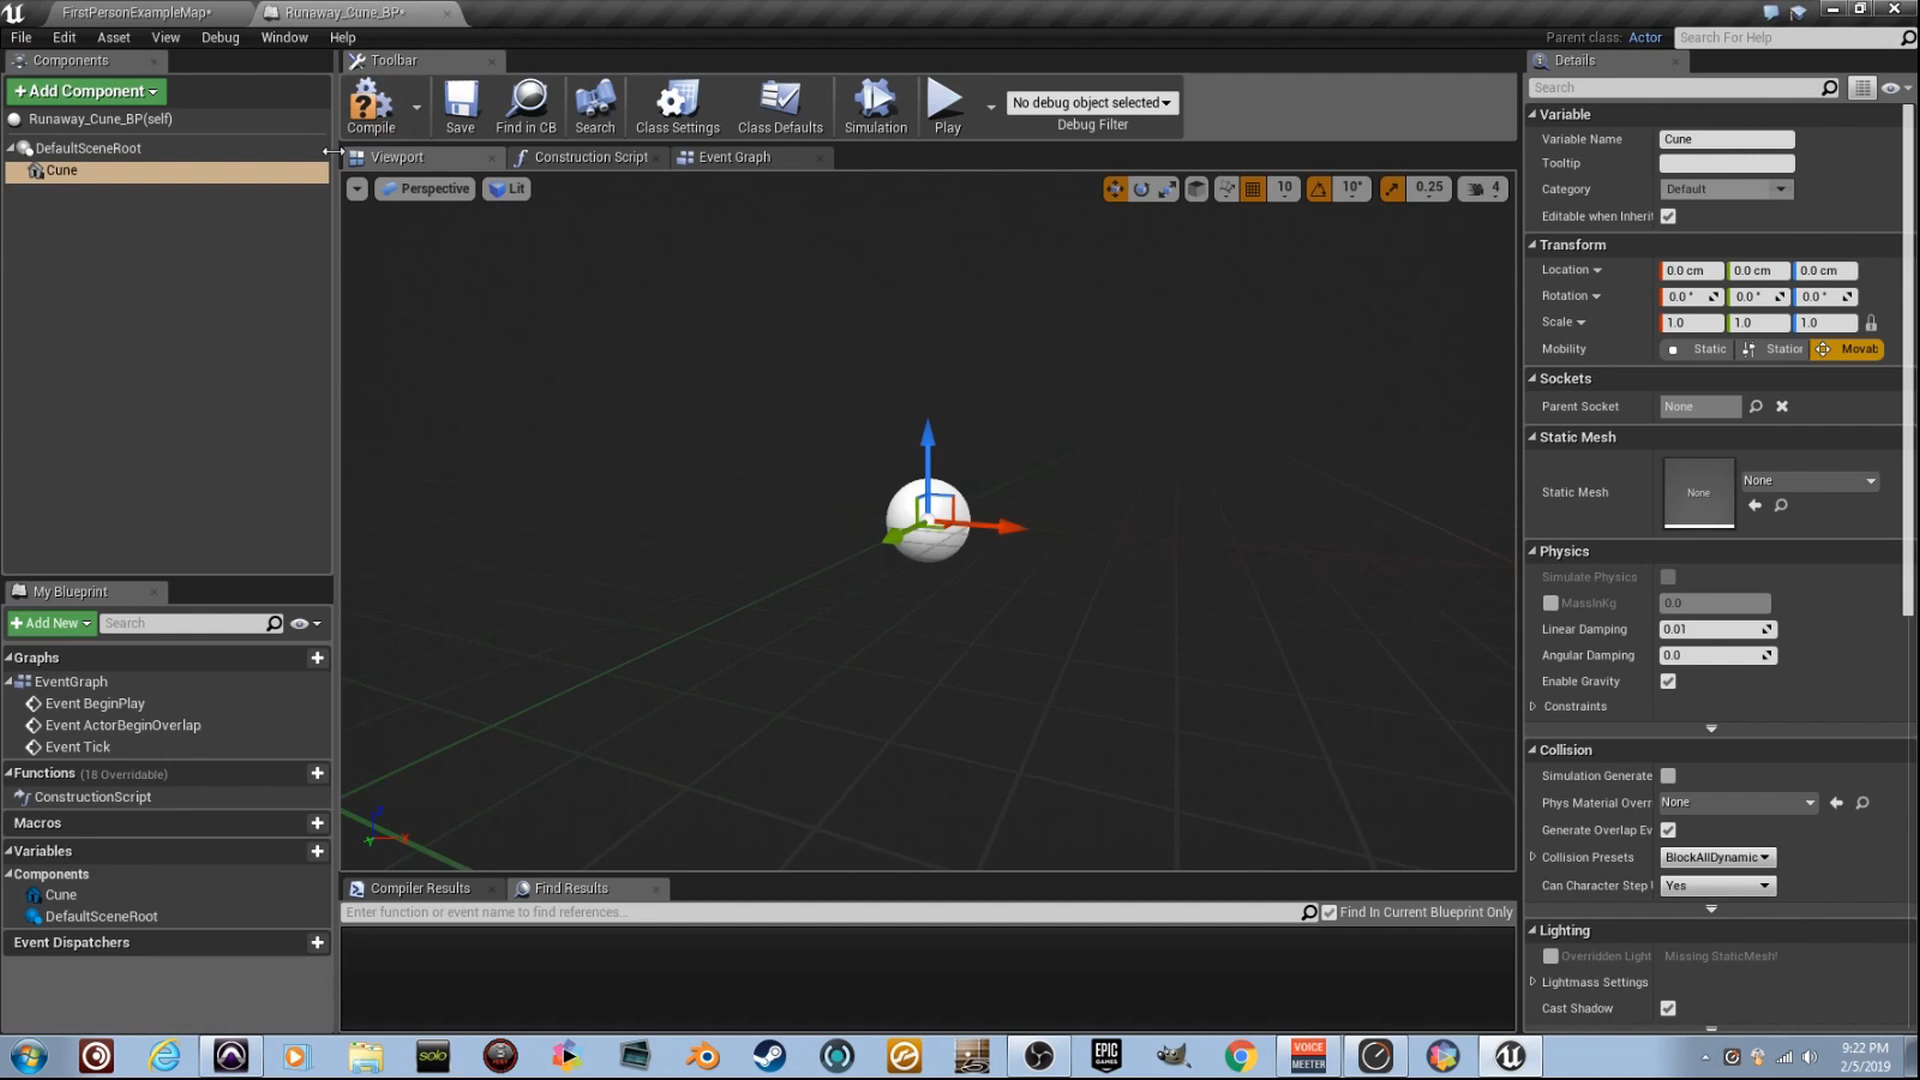 FirstPersonExampleMap*
Runaway_Cune_BP*
File Edit Asset View Debug Window Help
Parent class: Actor
Search For Help
Components
Add Component
Runaway_Cune_BP(self)
DefaultSceneRoot
Cune
Toolbar
Compile
Save
Find in CB
Search
Class Settings
Class Defaults
Simulation
Play
No debug object selected
Debug Filter
Viewport
Construction Script
Event Graph
Perspective
Lit
10
10°
0.25
4
Details
Search
Variable
Variable Name Cune
Tooltip
Category Default
Editable when Inherit
Transform
Location 0.0 cm 0.0 cm 0.0 cm
Rotation 0.0 ° 0.0 ° 0.0 °
Scale 1.0 1.0 1.0
Mobility Static Station Movab
Sockets
Parent Socket None
Static Mesh
Static Mesh None None
Physics
Simulate Physics
MassInKg 0.0
Linear Damping 0.01
Angular Damping 0.0
Enable Gravity
Constraints
Collision
Simulation Generate
Phys Material Overr None
Generate Overlap Ev
Collision Presets BlockAllDynamic
Can Character Step Yes
Lighting
Overridden Light Missing StaticMesh!
Lightmass Settings
Cast Shadow
My Blueprint
Add New
Search
Graphs
EventGraph
Event BeginPlay
Event ActorBeginOverlap
Event Tick
Functions (18 Overridable)
ConstructionScript
Macros
Variables
Components
Cune
DefaultSceneRoot
Event Dispatchers
Z
X
Y
Compiler Results
Find Results
Enter function or event name to find references...
Find In Current Blueprint Only
solo
EPIC GAMES
VOICE MEETER
9:22 PM
2/5/2019